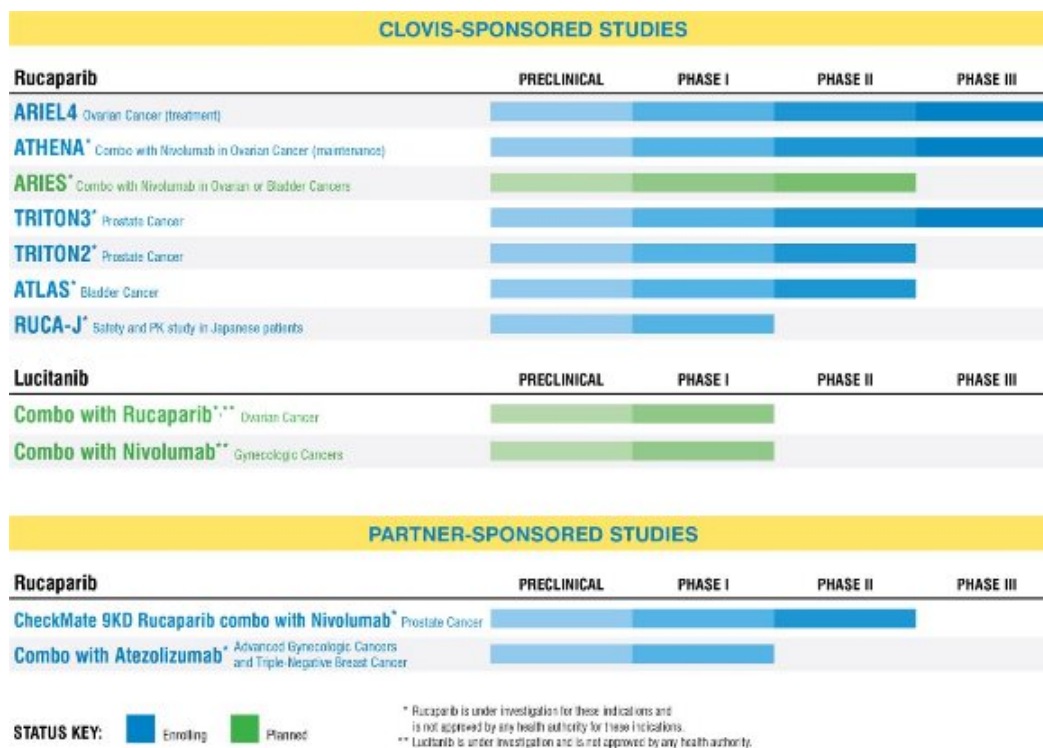 CLOVIS-SPONSORED STUDIES
Rucaparib PRECLINICAL PHASE I PHASE II PHASE III
ARIEL4 Ovarian Cancer (treatment)
ATHENA* Combo with Nivolumab in Ovarian Cancer (maintenance)
ARIES* Combo with Nivolumab in Ovarian or Bladder Cancers
TRITON3* Prostate Cancer
TRITON2* Prostate Cancer
ATLAS* Bladder Cancer
RUCA-J* Safety and PK study in Japanese patients
Lucitanib PRECLINICAL PHASE I PHASE II PHASE III
Combo with Rucaparib*,** Ovarian Cancer
Combo with Nivolumab** Gynecologic Cancers
PARTNER-SPONSORED STUDIES
Rucaparib PRECLINICAL PHASE I PHASE II PHASE III
CheckMate 9KD Rucaparib combo with Nivolumab* Prostate Cancer
Combo with Atezolizumab* Advanced Gynecologic Cancers
and Triple-Negative Breast Cancer
STATUS KEY: Enrolling Planned
* Rucaparib is under investigation for these indications and
is not approved by any health authority for these indications.
** Lucitanib is under investigation and is not approved by any health authority.